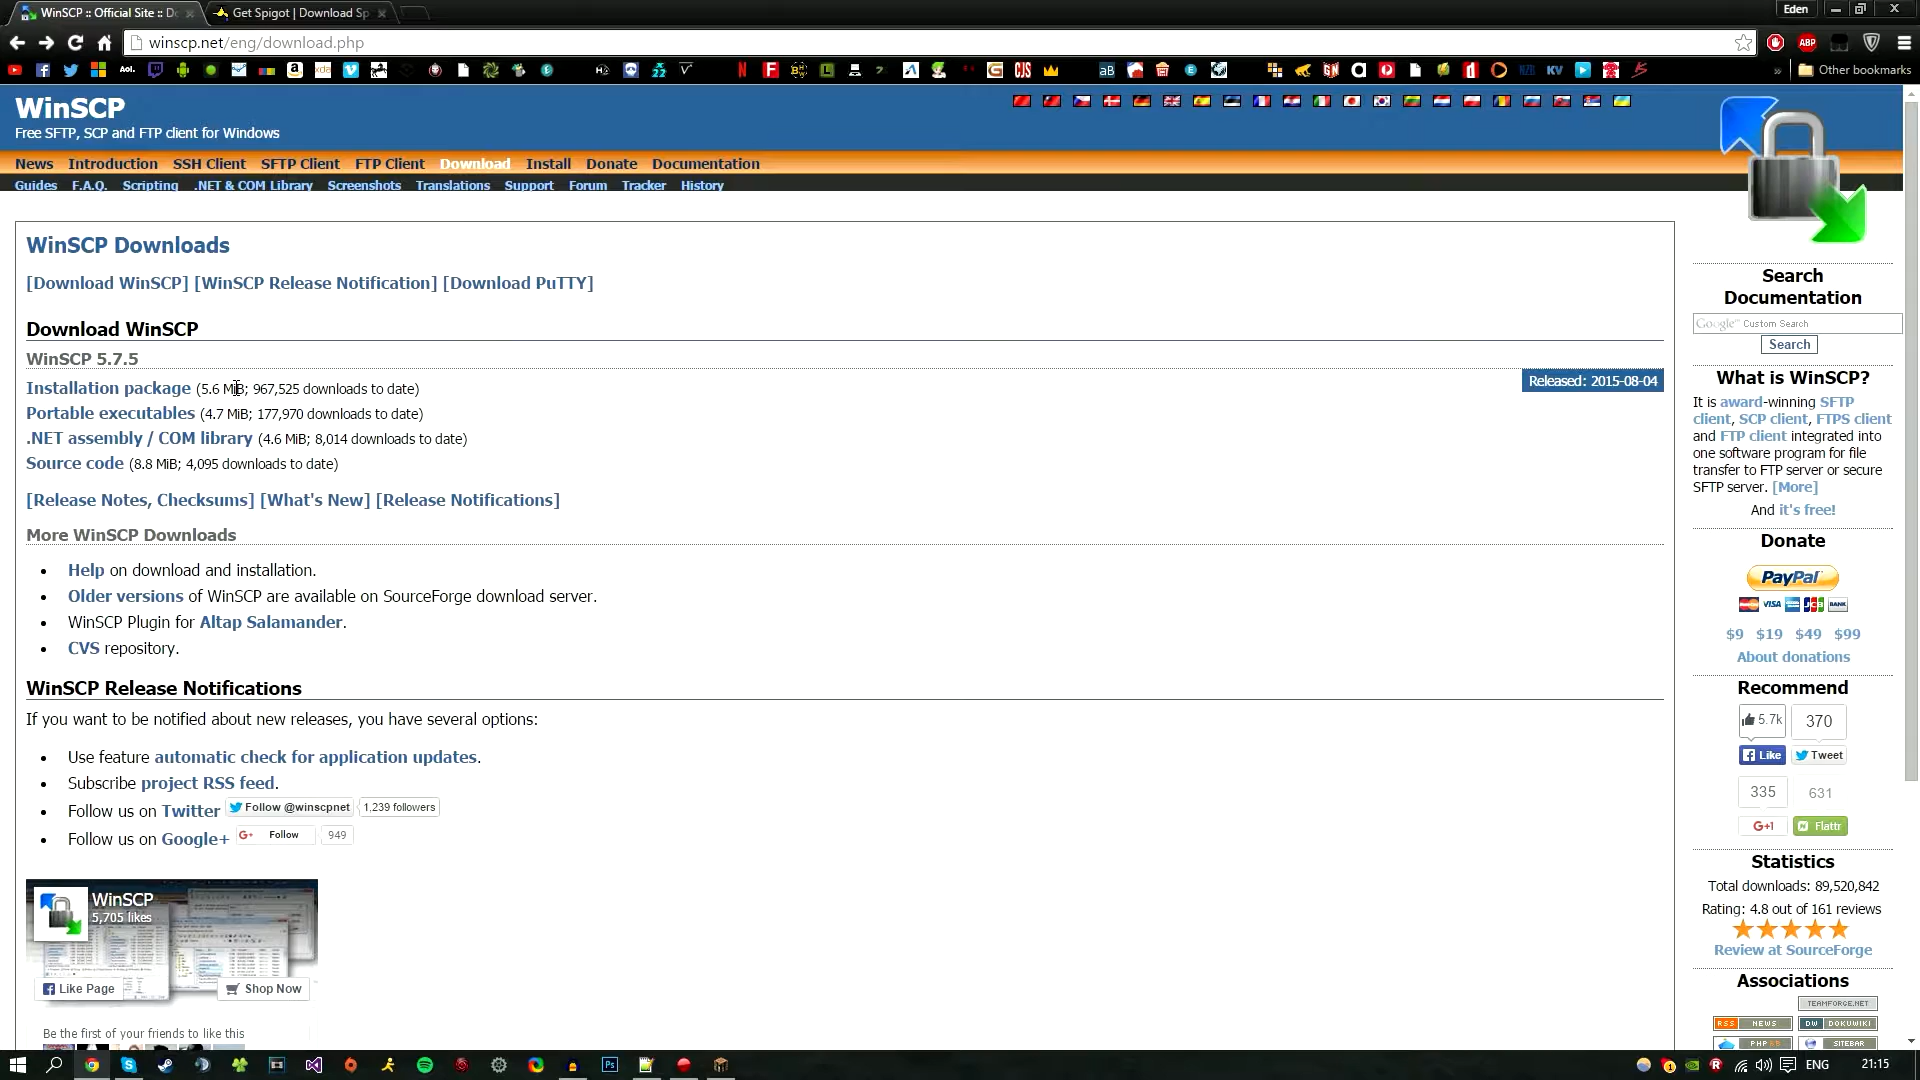 WinSCP :: Official Site :: Do
Get Spigot | Download Sp
Eden
winscp.net/eng/download.php
Other bookmarks
WinSCP
Free SFTP, SCP and FTP client for Windows
News Introduction SSH Client SFTP Client FTP Client Download Install Donate Documentation
Guides F.A.Q. Scripting .NET & COM Library Screenshots Translations Support Forum Tracker History
WinSCP Downloads
[Download WinSCP] [WinSCP Release Notification] [Download PuTTY]
Download WinSCP
WinSCP 5.7.5
Released: 2015-08-04
Installation package (5.6 MiB; 967,525 downloads to date)
Portable executables (4.7 MiB; 177,970 downloads to date)
.NET assembly / COM library (4.6 MiB; 8,014 downloads to date)
Source code (8.8 MiB; 4,095 downloads to date)
[Release Notes, Checksums] [What's New] [Release Notifications]
More WinSCP Downloads
Help on download and installation.
Older versions of WinSCP are available on SourceForge download server.
WinSCP Plugin for Altap Salamander.
CVS repository.
WinSCP Release Notifications
If you want to be notified about new releases, you have several options:
Use feature automatic check for application updates.
Subscribe project RSS feed.
Follow us on Twitter Follow @winscpnet 1,239 followers
Follow us on Google+ G+ Follow 949
WinSCP
5,705 likes
Like Page
Shop Now
Be the first of your friends to like this
Search
Documentation
Google™ Custom Search
Search
What is WinSCP?
It is award-winning SFTP
client, SCP client, FTPS client
and FTP client integrated into
one software program for file
transfer to FTP server or secure
SFTP server. [More]
And it's free!
Donate
PayPal
VISA JCB BANK
$9 $19 $49 $99
About donations
Recommend
5.7k 370
Like Tweet
335 631
G+1 Flattr
Statistics
Total downloads: 89,520,842
Rating: 4.8 out of 161 reviews
Review at SourceForge
Associations
TEAMFORGE.NET
RSS NEWS DW DOKUWIKI
SITEBAR
ENG 21:15